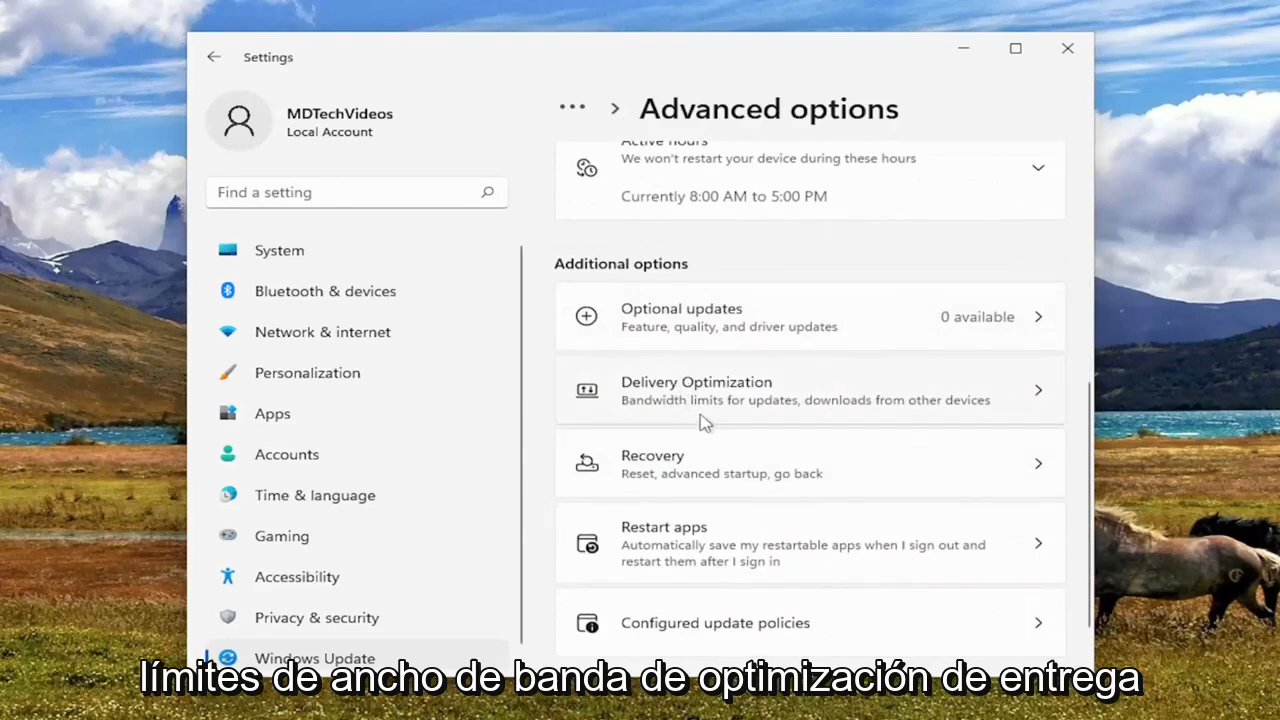 Settings
MDTechVideos
Local Account
Find a setting
System
Bluetooth & devices
Network & internet
Personalization
Apps
Accounts
Time & language
Gaming
Accessibility
Privacy & security
Windows Update
... > Advanced options
Active hours
We won't restart your device during these hours
Currently 8:00 AM to 5:00 PM
Additional options
Optional updates
Feature, quality, and driver updates
0 available
Delivery Optimization
Bandwidth limits for updates, downloads from other devices
Recovery
Reset, advanced startup, go back
Restart apps
Automatically save my restartable apps when I sign out and
restart them after I sign in
Configured update policies
límites de ancho de banda de optimización de entrega